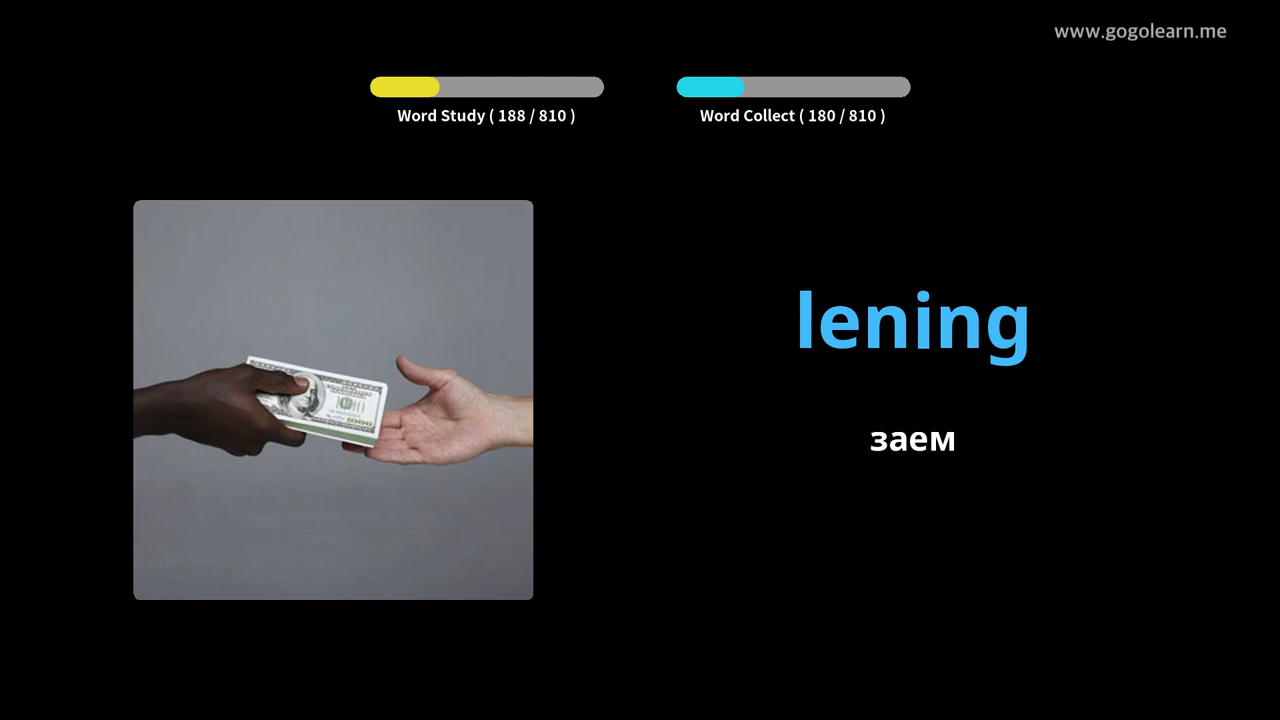 www.gogolearn.me
Word Study ( 188 / 810 )
Word Collect ( 180 / 810 )
lening
заем